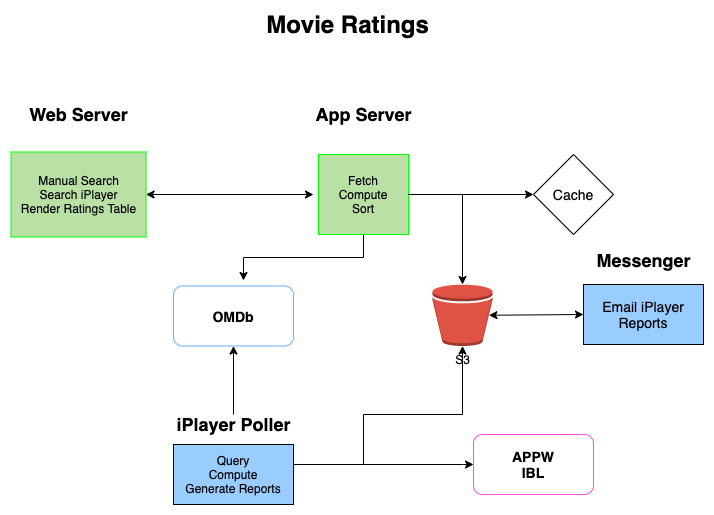 Movie Ratings
Web Server
App Server
Manual Search
Search iPlayer
Render Ratings Table
Fetch
Compute
Sort
Cache
Messenger
Email iPlayer
Reports
OMDb
S3
iPlayer Poller
Query
Compute
Generate Reports
APPW
IBL